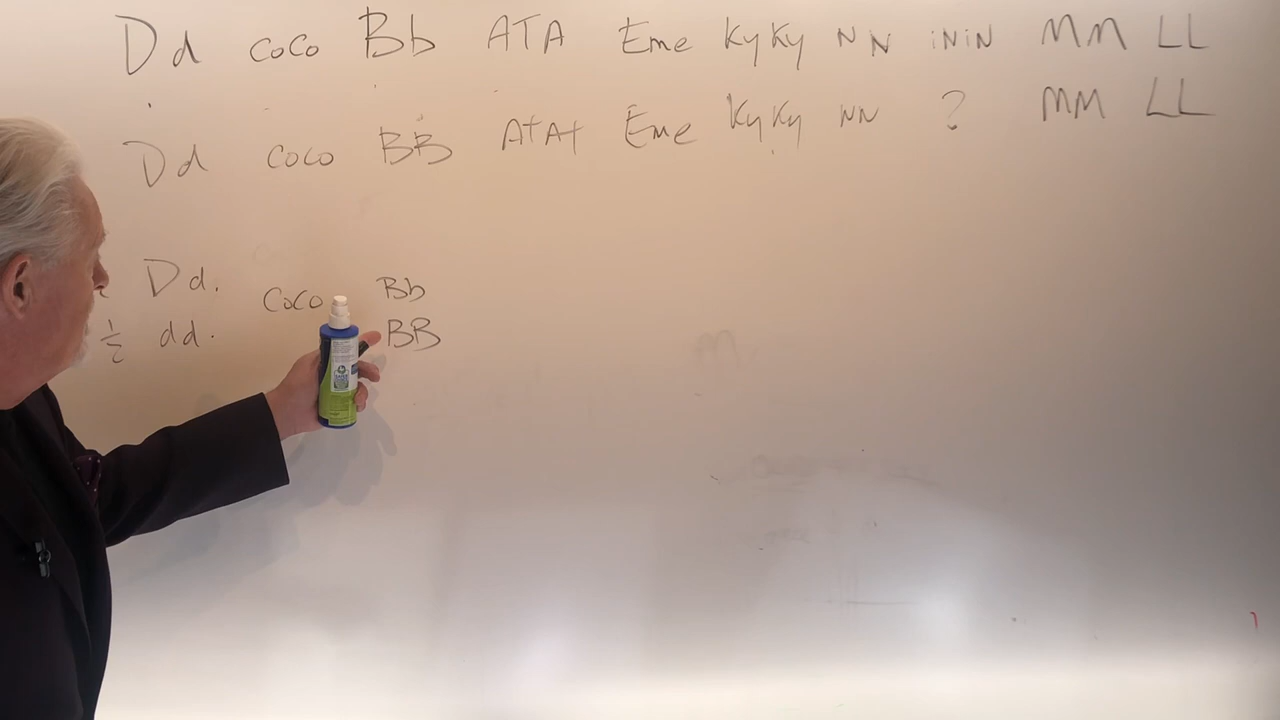 Dd coco Bb ATA Eme KyKy NN iNiN MM LL
Dd coco BB AtAt Eme KyKy NN ? MM LL
Dd. CoCo Bb
½ dd. BB